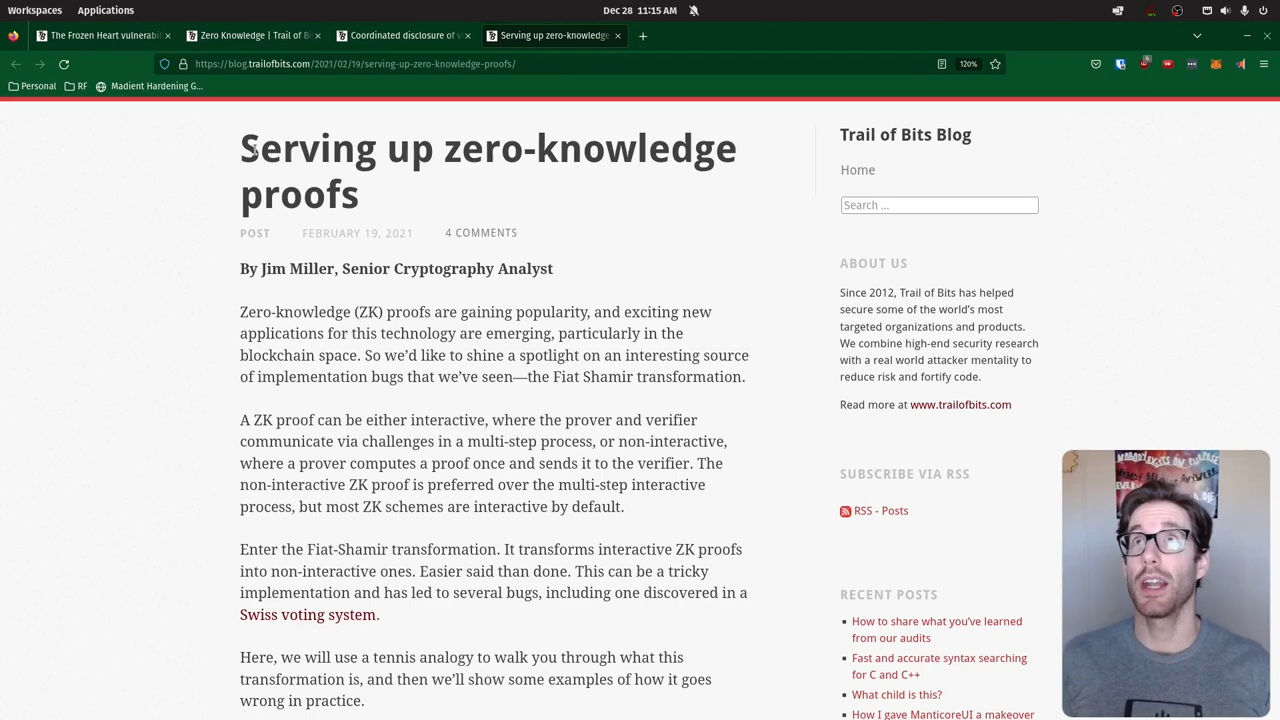 Workspaces Applications Dec 28 11:15 AM
The Frozen Heart vulnerabil Zero Knowledge | Trail of B Coordinated disclosure of v Serving up zero-knowledge
https://blog.trailofbits.com/2021/02/19/serving-up-zero-knowledge-proofs/ 120%
Personal RF Madient Hardening G...
Serving up zero-knowledge
proofs
POST FEBRUARY 19, 2021 4 COMMENTS
By Jim Miller, Senior Cryptography Analyst
Zero-knowledge (ZK) proofs are gaining popularity, and exciting new
applications for this technology are emerging, particularly in the
blockchain space. So we’d like to shine a spotlight on an interesting source
of implementation bugs that we’ve seen—the Fiat Shamir transformation.
A ZK proof can be either interactive, where the prover and verifier
communicate via challenges in a multi-step process, or non-interactive,
where a prover computes a proof once and sends it to the verifier. The
non-interactive ZK proof is preferred over the multi-step interactive
process, but most ZK schemes are interactive by default.
Enter the Fiat-Shamir transformation. It transforms interactive ZK proofs
into non-interactive ones. Easier said than done. This can be a tricky
implementation and has led to several bugs, including one discovered in a
Swiss voting system.
Here, we will use a tennis analogy to walk you through what this
transformation is, and then we’ll show some examples of how it goes
wrong in practice.
Trail of Bits Blog
Home
Search ...
ABOUT US
Since 2012, Trail of Bits has helped
secure some of the world’s most
targeted organizations and products.
We combine high-end security research
with a real world attacker mentality to
reduce risk and fortify code.
Read more at www.trailofbits.com
SUBSCRIBE VIA RSS
RSS - Posts
RECENT POSTS
How to share what you’ve learned
from our audits
Fast and accurate syntax searching
for C and C++
What child is this?
How I gave ManticoreUI a makeover
NOBODY EXISTS ON PURPOSE